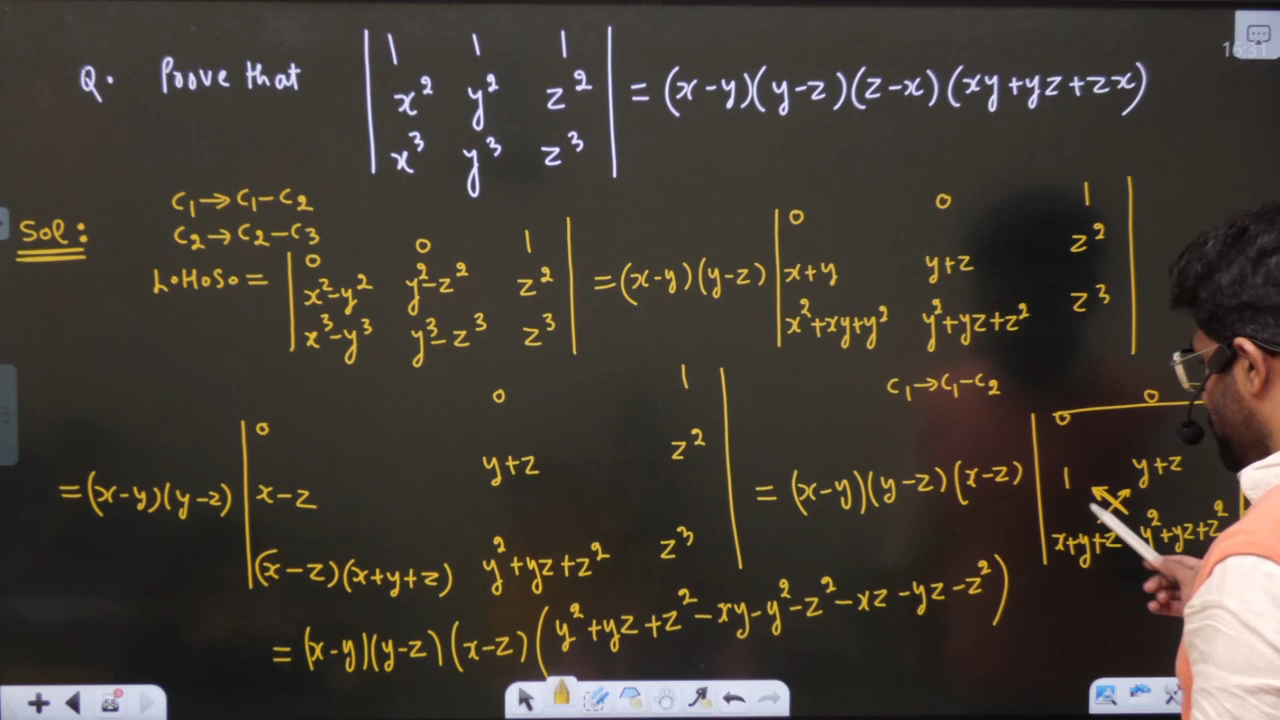 16:31
Q. Prove that | 1 1 1 | = (x-y)(y-z)(z-x)(xy+yz+zx)
| x² y² z² |
| x³ y³ z³ |
Sol:
C₁→C₁-C₂
C₂→C₂-C₃
L.H.S. = | 0 0 1 | = (x-y)(y-z) | 0 0 1 |
| x²-y² y²-z² z² | | x+y y+z z² |
| x³-y³ y³-z³ z³ | | x²+xy+y² y²+yz+z² z³ |
C₁→C₁-C₂
= (x-y)(y-z) | 0 0 1 | = (x-y)(y-z)(x-z) | 0 0
| x-z y+z z² | | 1 y+z
| (x-z)(x+y+z) y²+yz+z² z³ | | x+y+z y²+yz+z²
= (x-y)(y-z)(x-z)(y²+yz+z²-xy-y²-z²-xz-yz-z²)
58